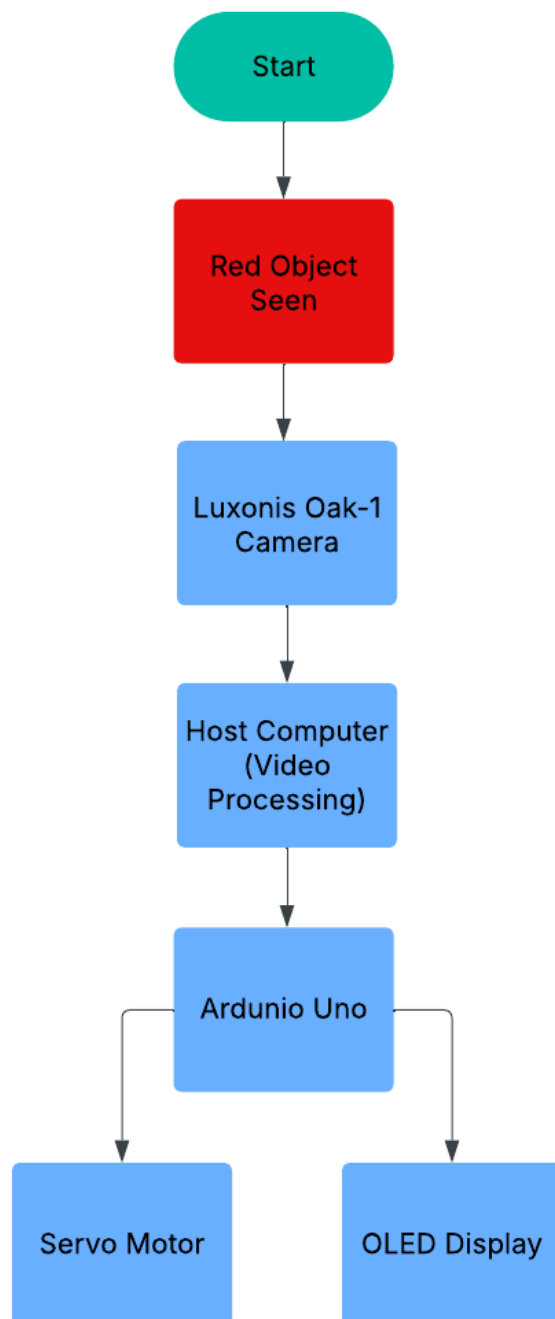 Start
Red Object
Seen
Luxonis Oak-1
Camera
Host Computer
(Video
Processing)
Ardunio Uno
Servo Motor
OLED Display